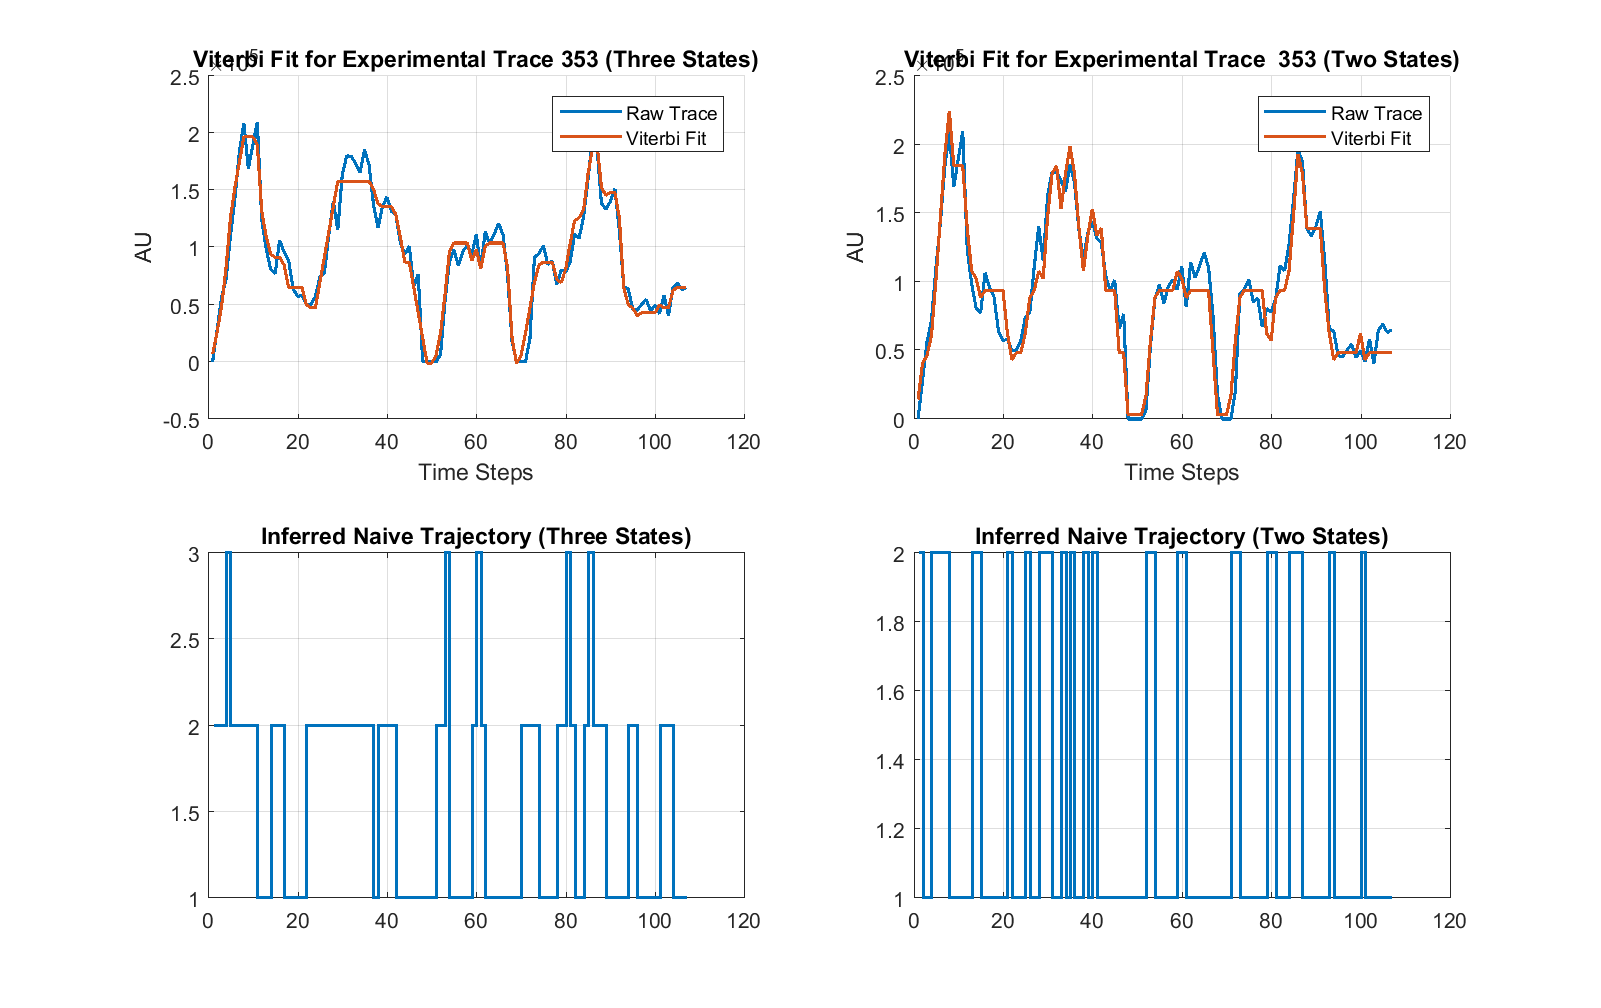 Viterbi Fit for Experimental Trace 353 (Three States)
×10^5
2.5
2
1.5
1
0.5
0
-0.5
AU
0 20 40 60 80 100 120
Time Steps
Raw Trace
Viterbi Fit
Viterbi Fit for Experimental Trace  353 (Two States)
×10^5
2.5
2
1.5
1
0.5
0
AU
0 20 40 60 80 100 120
Time Steps
Raw Trace
Viterbi Fit
Inferred Naive Trajectory (Three States)
3
2.5
2
1.5
1
0 20 40 60 80 100 120
Inferred Naive Trajectory (Two States)
2
1.8
1.6
1.4
1.2
1
0 20 40 60 80 100 120